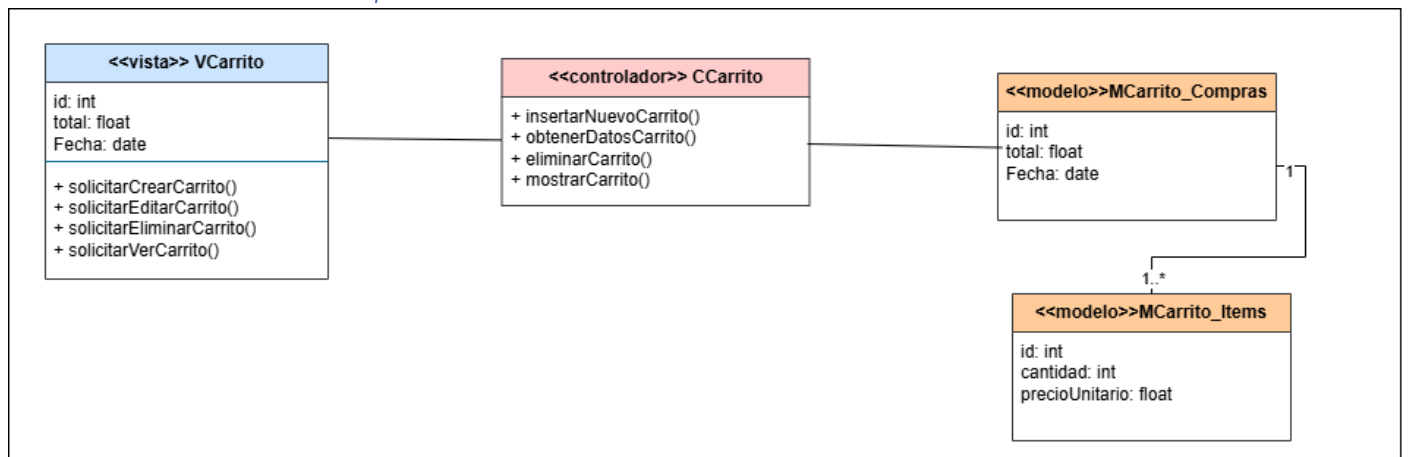 <<vista>> VCarrito
id: int
total: float
Fecha: date
+ solicitarCrearCarrito()
+ solicitarEditarCarrito()
+ solicitarEliminarCarrito()
+ solicitarVerCarrito()
<<controlador>> CCarrito
+ insertarNuevoCarrito()
+ obtenerDatosCarrito()
+ eliminarCarrito()
+ mostrarCarrito()
<<modelo>>MCarrito_Compras
id: int
total: float
Fecha: date
1
1..*
<<modelo>>MCarrito_Items
id: int
cantidad: int
precioUnitario: float